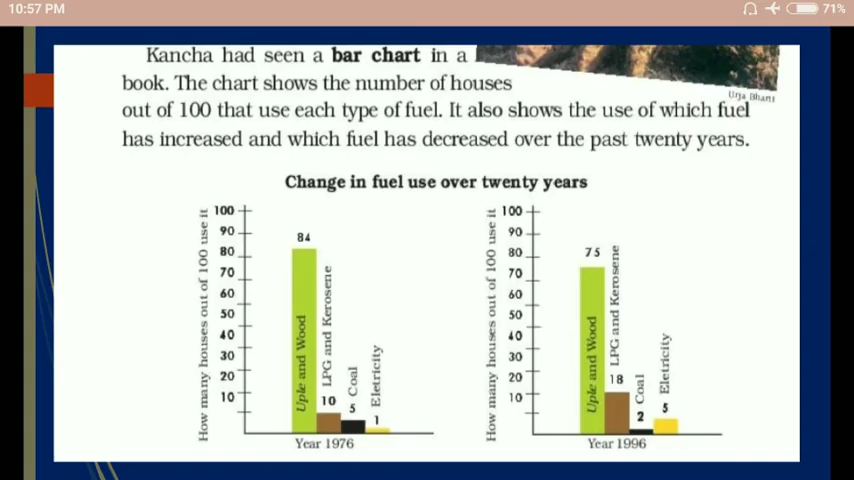 10:57 PM
71%
Kancha had seen a bar chart in a
book. The chart shows the number of houses
Urja Bharti
out of 100 that use each type of fuel. It also shows the use of which fuel
has increased and which fuel has decreased over the past twenty years.
Change in fuel use over twenty years
How many houses out of 100 use it
100
90
80
70
60
50
40
30
20
10
84
Uple and Wood
LPG and Kerosene
10
Coal
5
Eletricity
1
Year 1976
How many houses out of 100 use it
100
90
80
70
60
50
40
30
20
10
75
Uple and Wood
LPG and Kerosene
18
Coal
2
Eletricity
5
Year 1996